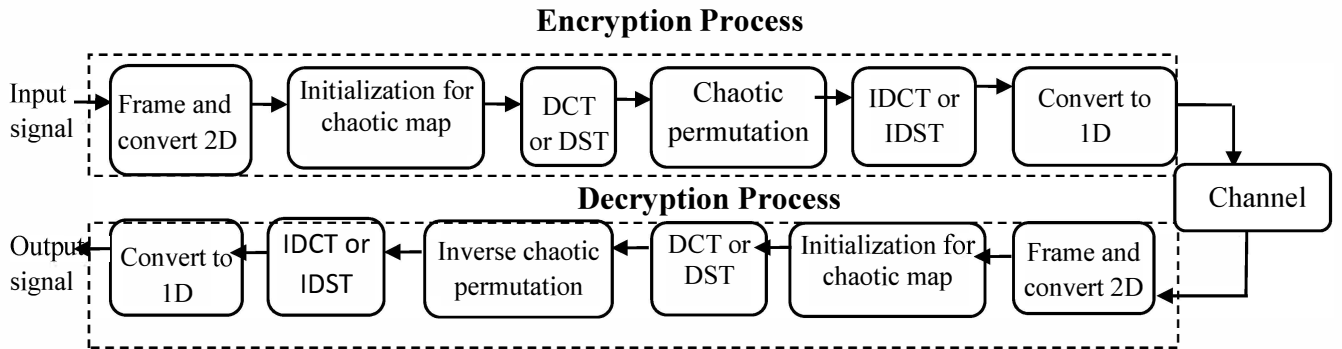 Encryption Process
Input
signal
Frame and
convert 2D
Initialization for
chaotic map
DCT
or DST
Chaotic
permutation
IDCT or
IDST
Convert to
1D
Channel
Decryption Process
Output
signal
Convert to
1D
IDCT or
IDST
Inverse chaotic
permutation
DCT or
DST
Initialization for
chaotic map
Frame and
convert 2D